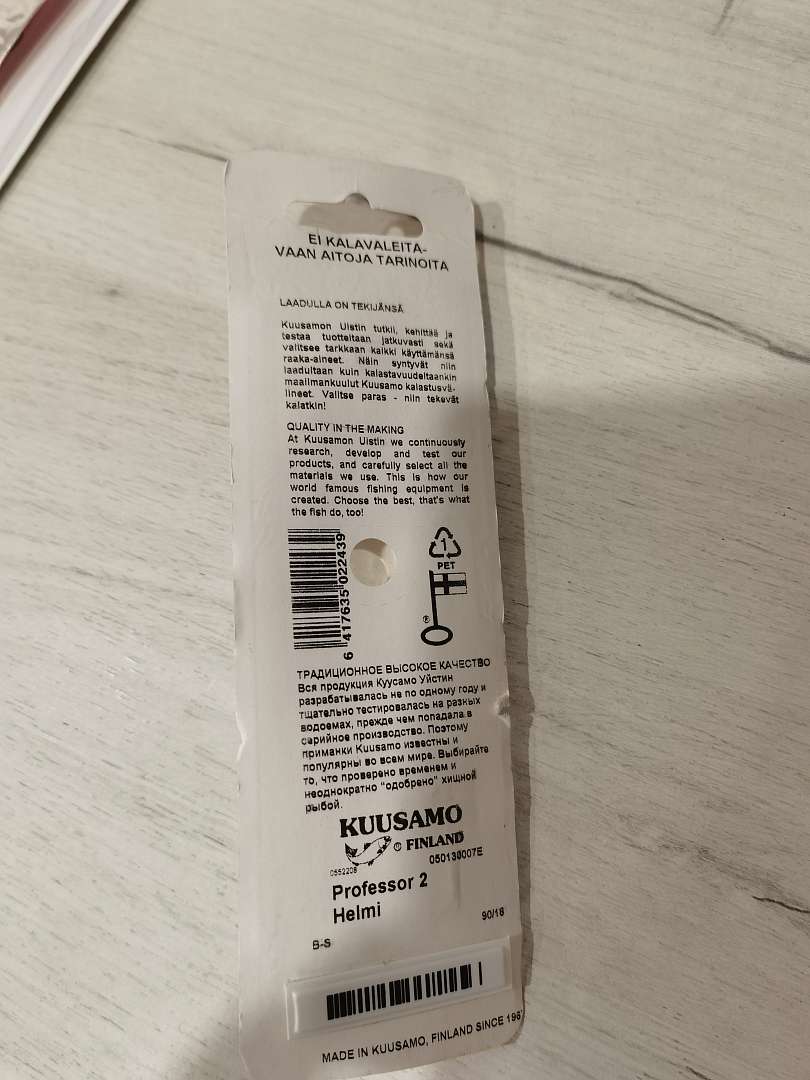 EI KALAVALEITA-
VAAN AITOJA TARINOITA
LAADULLA ON TEKIJÄNSÄ
Kuusamon Uistin tutkii, kehittää ja
testaa tuotteitaan jatkuvasti sekä
valitsee tarkkaan kaikki käyttämänsä
raaka-aineet. Näin syntyvät niin
laadultaan kuin kalastavuudeltaankin
maailmankuulut Kuusamo kalastusvä-
lineet. Valitse paras - niin tekevät
kalatkin!
QUALITY IN THE MAKING
At Kuusamon Uistin we continuously
research, develop and test our
products, and carefully select all the
materials we use. This is how our
world famous fishing equipment is
created. Choose the best, that's what
the fish do, too!
6 417635 022439
1
PET
®
ТРАДИЦИОННОЕ ВЫСОКОЕ КАЧЕСТВО
Вся продукция Куусамо Уйстин
разрабатывалась не по одному году и
тщательно тестировалась на разных
водоемах, прежде чем попадала в
серийное производство. Поэтому
приманки Kuusamo известны и
популярны во всем мире. Выбирайте
то, что проверено временем и
неоднократно "одобрено" хищной
рыбой.
KUUSAMO
® FINLAND
0552208
050130007E
Professor 2
Helmi
90/18
B-S
MADE IN KUUSAMO, FINLAND SINCE 196